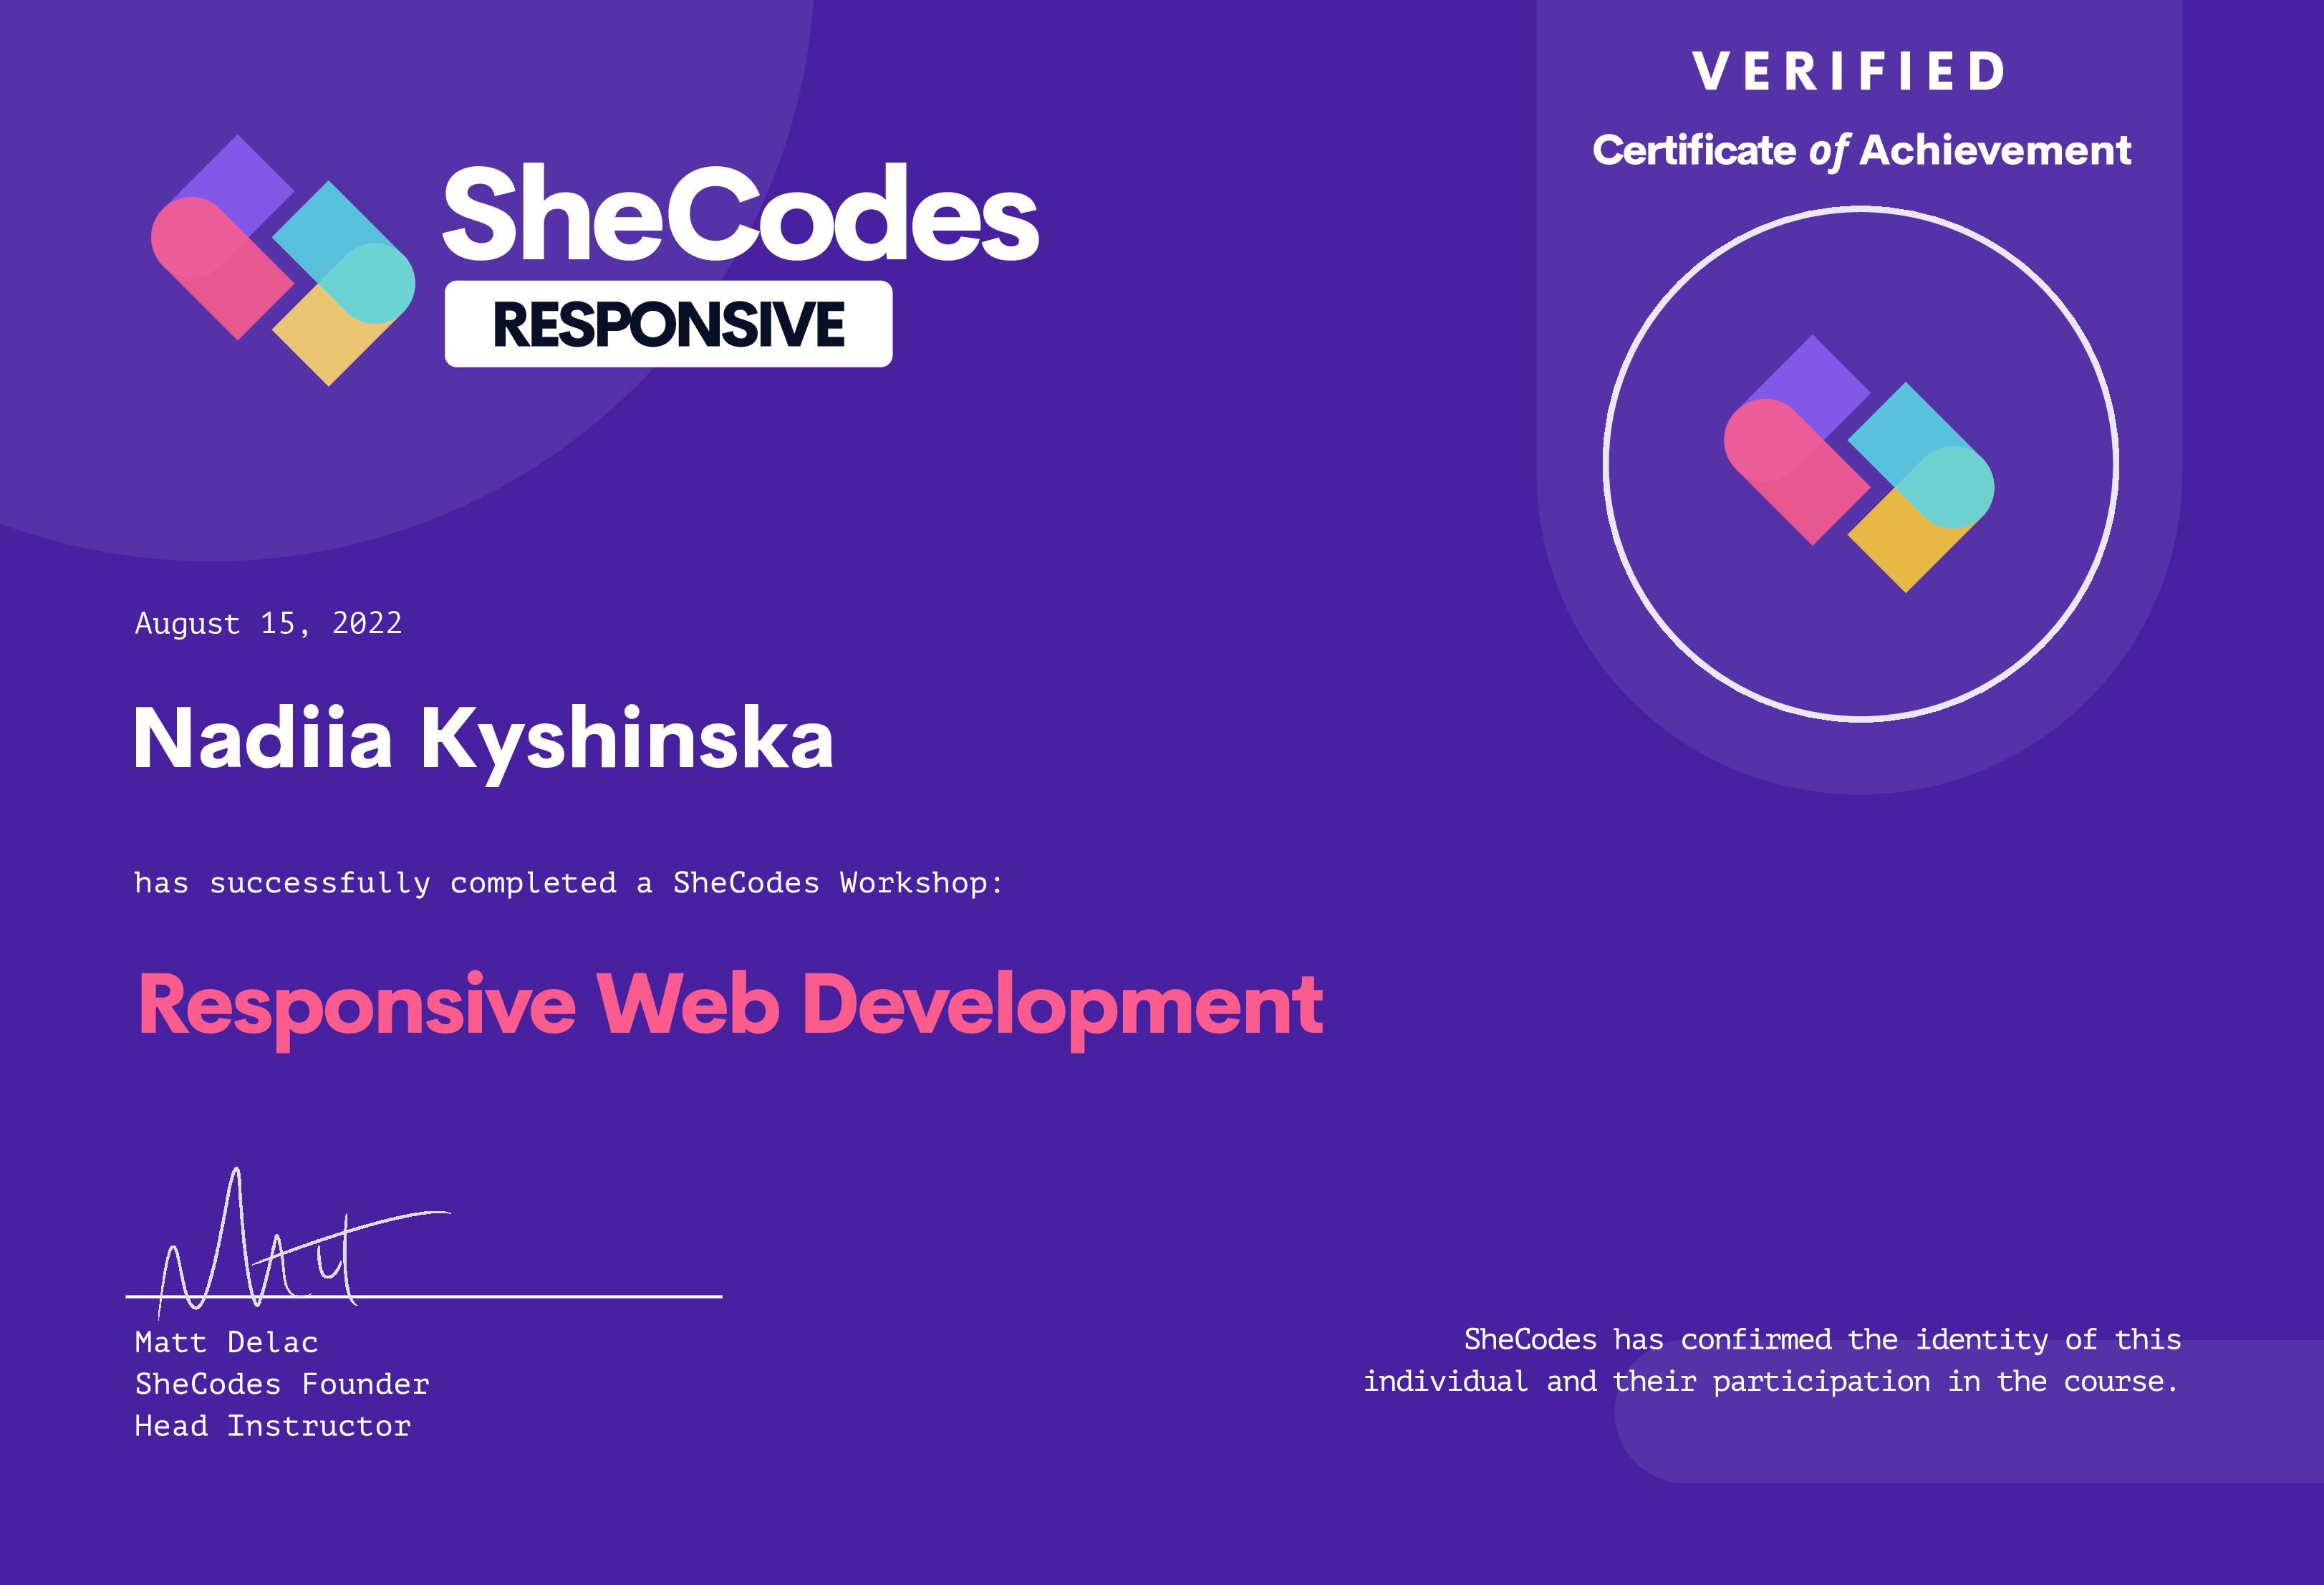 SheCodes
RESPONSIVE
VERIFIED
Certificate of Achievement
August 15, 2022
Nadiia Kyshinska
has successfully completed a SheCodes Workshop:
Responsive Web Development
Matt
Matt Delac
SheCodes Founder
Head Instructor
SheCodes has confirmed the identity of this
individual and their participation in the course.